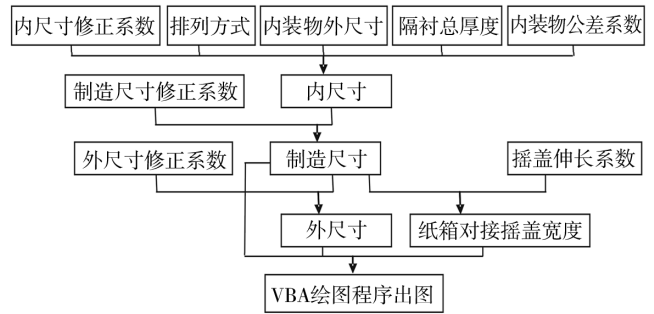 内尺寸修正系数
排列方式
内装物外尺寸
隔衬总厚度
内装物公差系数
制造尺寸修正系数
内尺寸
外尺寸修正系数
制造尺寸
摇盖伸长系数
外尺寸
纸箱对接摇盖宽度
VBA绘图程序出图